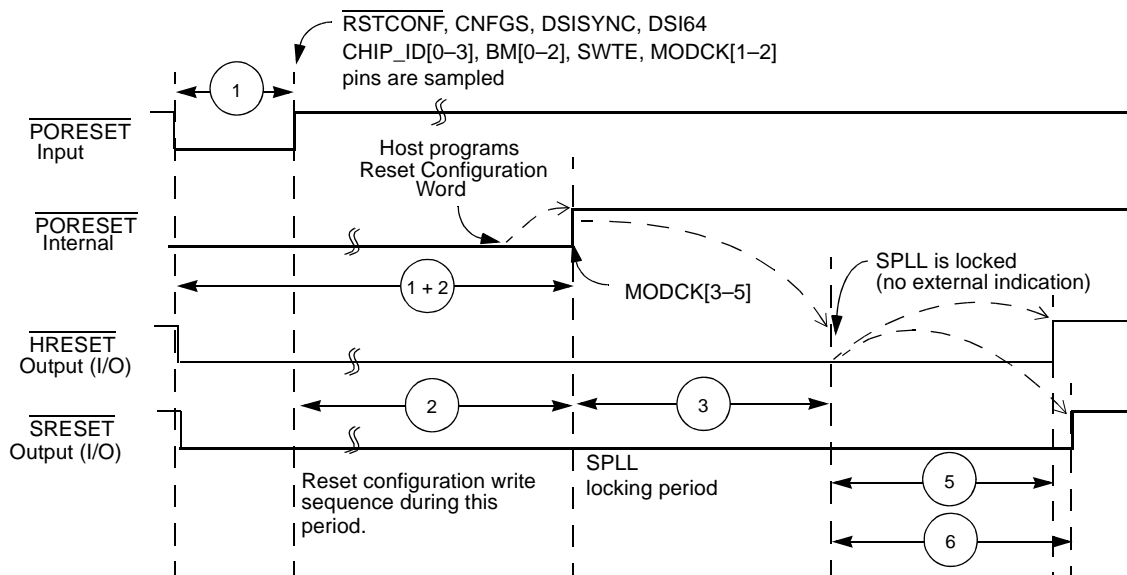 RSTCONF, CNFGS, DSISYNC, DSI64
CHIP_ID[0–3], BM[0–2], SWTE, MODCK[1–2]
pins are sampled
1
PORESET
Input
Host programs
Reset Configuration
Word
PORESET
Internal
1 + 2
MODCK[3–5]
SPLL is locked
(no external indication)
HRESET
Output (I/O)
2
3
SRESET
Output (I/O)
Reset configuration write
sequence during this
period.
SPLL
locking period
5
6